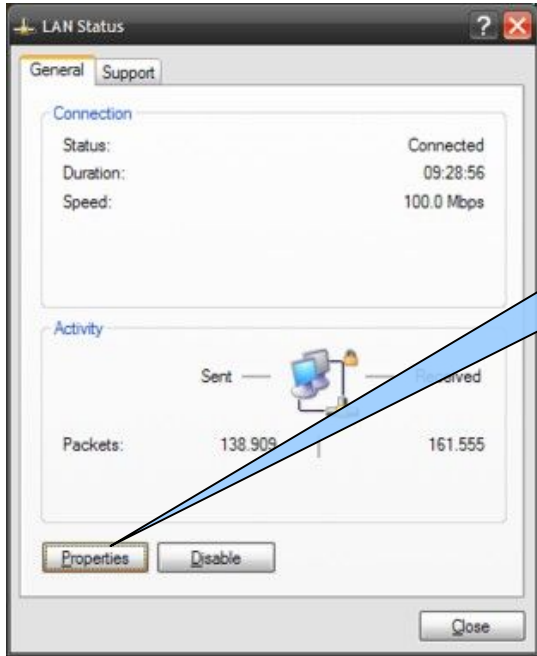 LAN Status
General Support
Connection
Status: Connected
Duration: 09:28:56
Speed: 100.0 Mbps
Activity
Sent Received
Packets: 138.909 161.555
Properties Disable
Close